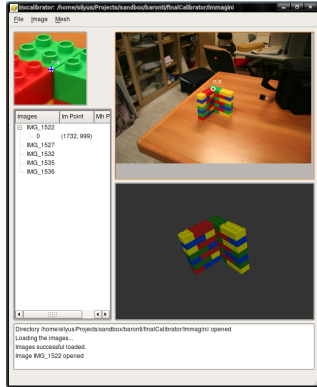 lnxcalibrator: /home/silyus/Projects/sandbox/baronti/finalCalibrator/immagini
File Image Mesh
Images Im Point Mh P
IMG_1522
0 (1732, 999)
IMG_1527
IMG_1532
IMG_1535
IMG_1536
Directory /home/silyus/Projects/sandbox/baronti/finalCalibrator/immagini/ opened
Loading the images...
Images successful loaded.
Image IMG_1522 opened